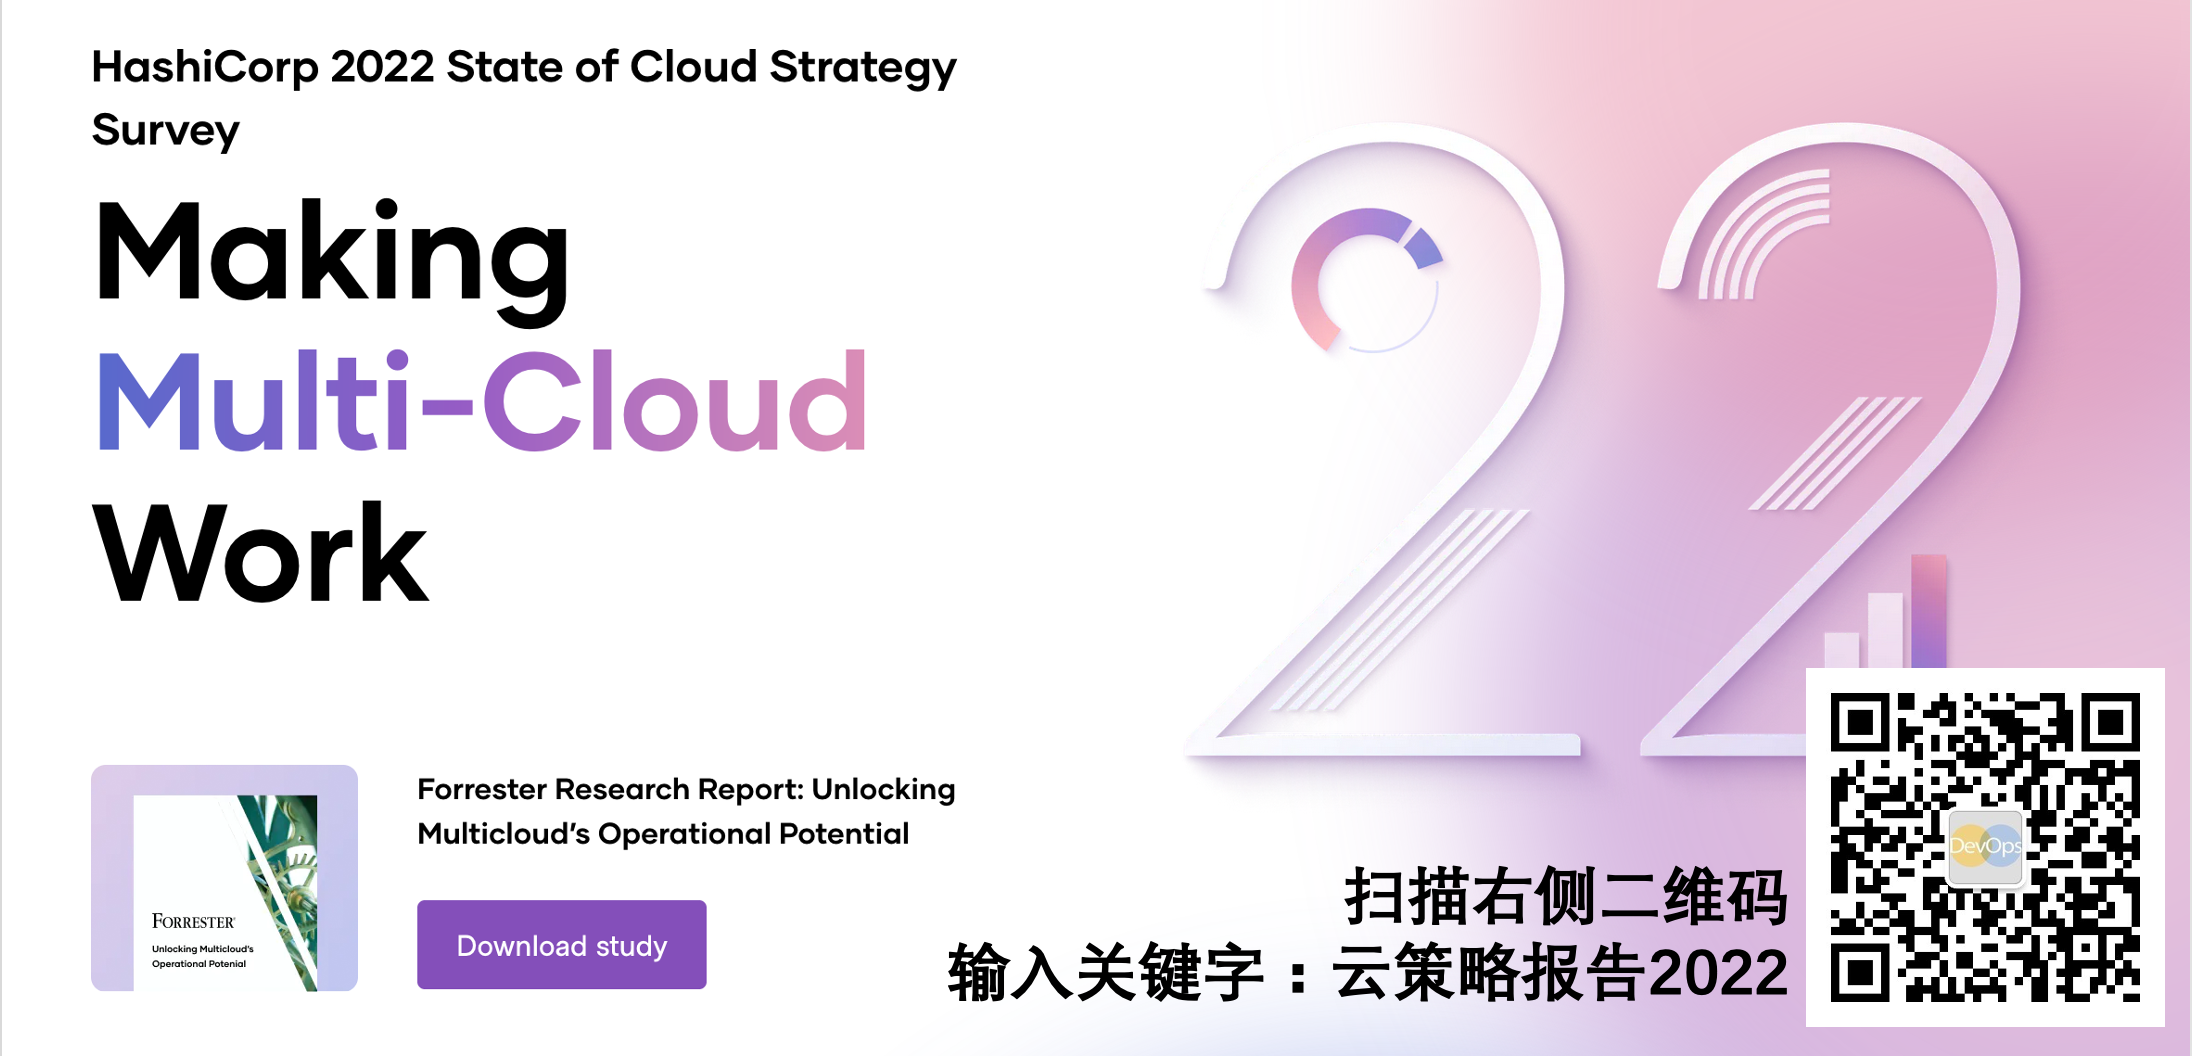 HashiCorp 2022 State of Cloud Strategy
Survey
Making
Multi-Cloud
Work
22
Forrester Research Report: Unlocking
Multicloud's Operational Potential
FORRESTER
Unlocking Multicloud's
Operational Potenial
Download study
扫描右侧二维码
输入关键字：云策略报告2022
DevOps